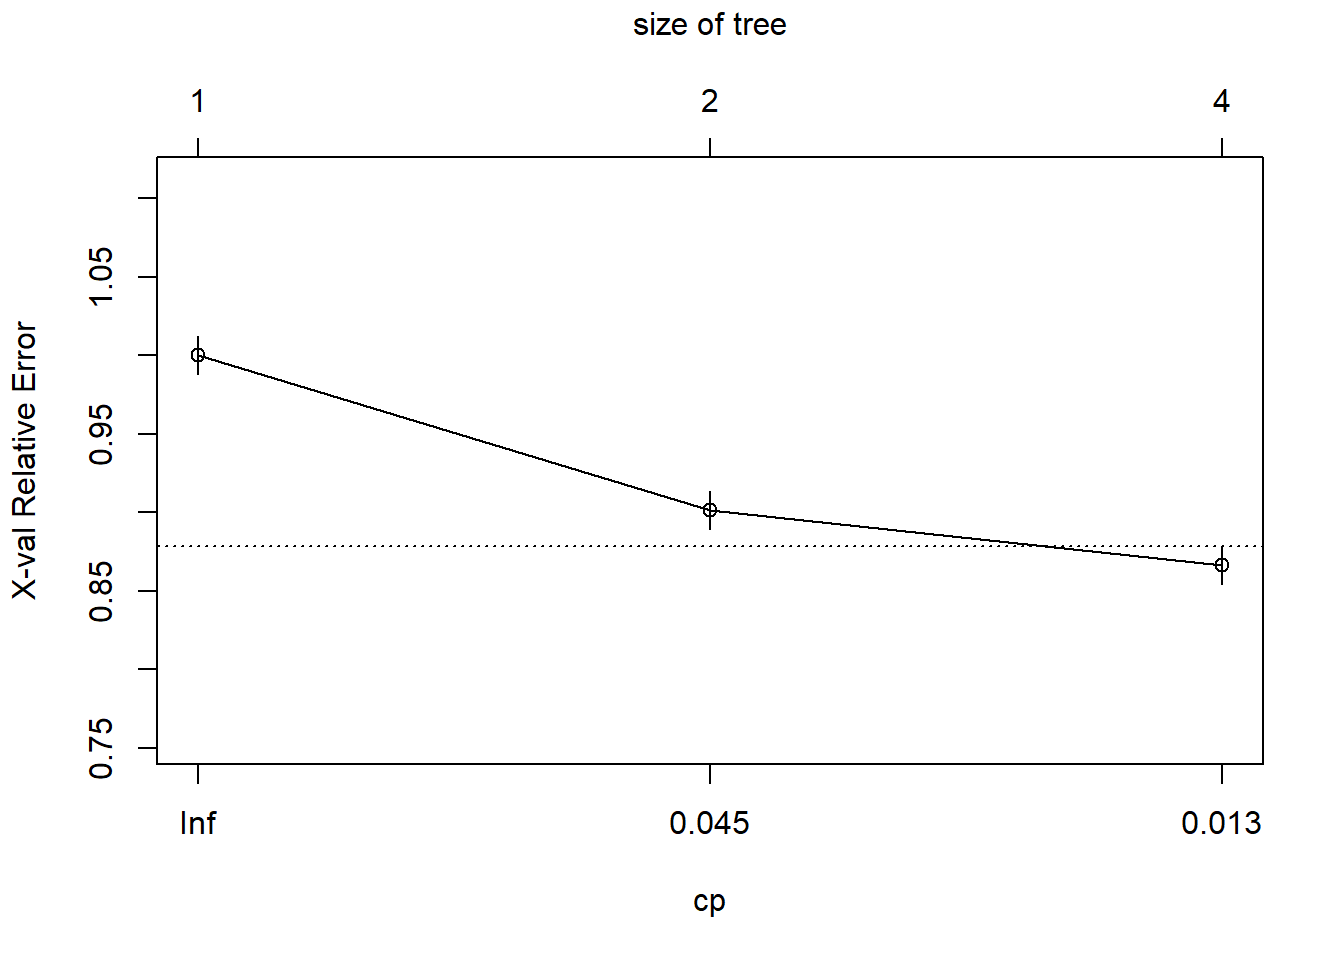 size of tree
1 2 4
X-val Relative Error
1.05
0.95
0.85
0.75
Inf 0.045 0.013
cp